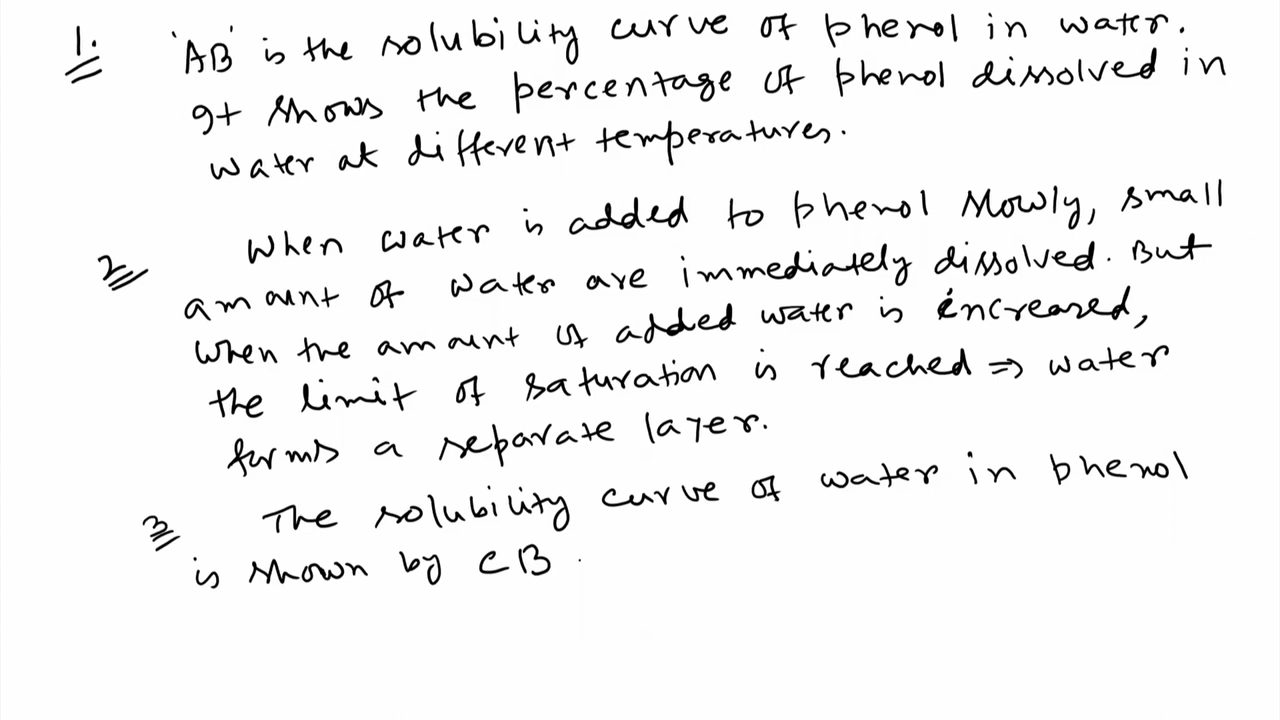 1. 'AB' is the solubility curve of phenol in water.
It shows the percentage of phenol dissolved in
water at different temperatures.
2 When water is added to phenol slowly, small
amount of water are immediately dissolved. But
when the amount of added water is increased,
the limit of saturation is reached ⇒ water
forms a separate layer.
3 The solubility curve of water in phenol
is shown by CB.